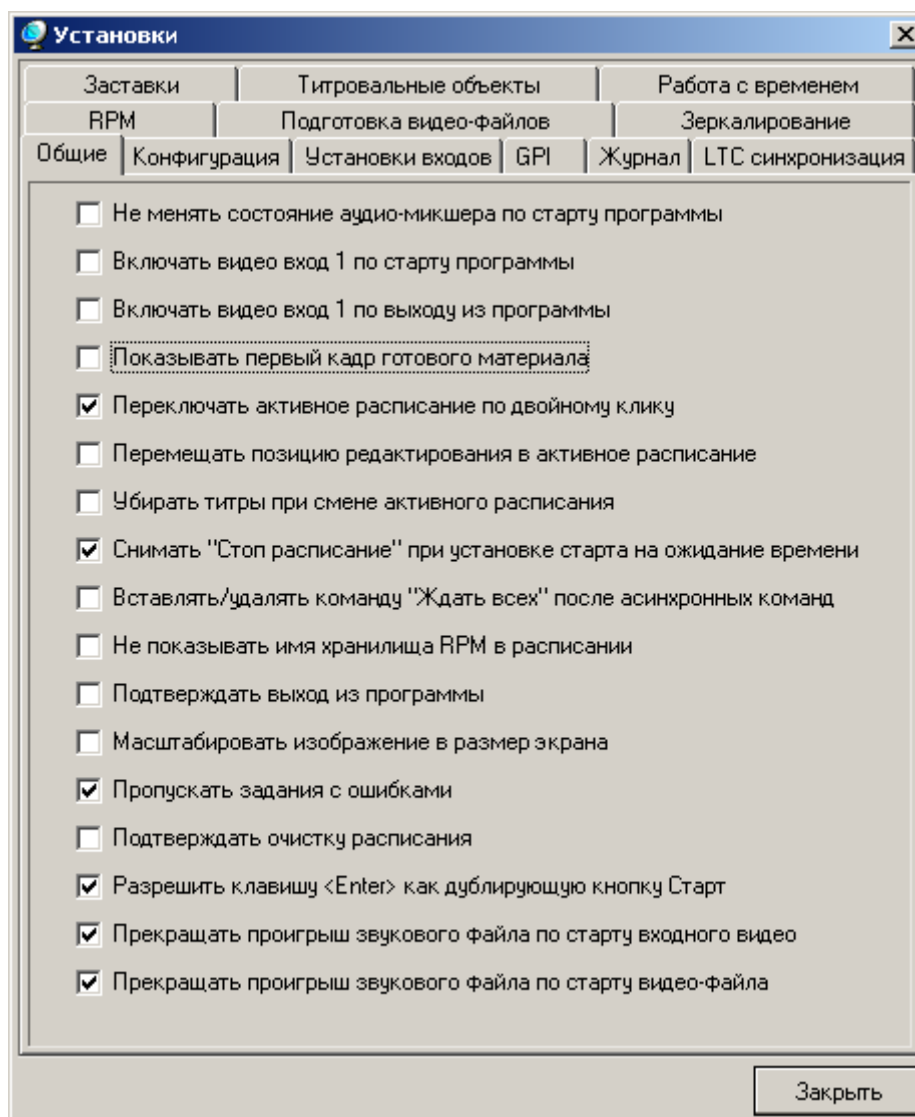 Установки
Заставки Титровальные объекты Работа с временем
RPM Подготовка видео-файлов Зеркалирование
Общие Конфигурация Установки входов GPI Журнал LTC синхронизация
Не менять состояние аудио-микшера по старту программы
Включать видео вход 1 по старту программы
Включать видео вход 1 по выходу из программы
Показывать первый кадр готового материала
Переключать активное расписание по двойному клику
Перемещать позицию редактирования в активное расписание
Убирать титры при смене активного расписания
Снимать "Стоп расписание" при установке старта на ожидание времени
Вставлять/удалять команду "Ждать всех" после асинхронных команд
Не показывать имя хранилища RPM в расписании
Подтверждать выход из программы
Масштабировать изображение в размер экрана
Пропускать задания с ошибками
Подтверждать очистку расписания
Разрешить клавишу <Enter> как дублирующую кнопку Старт
Прекращать проигрыш звукового файла по старту входного видео
Прекращать проигрыш звукового файла по старту видео-файла
Закрыть